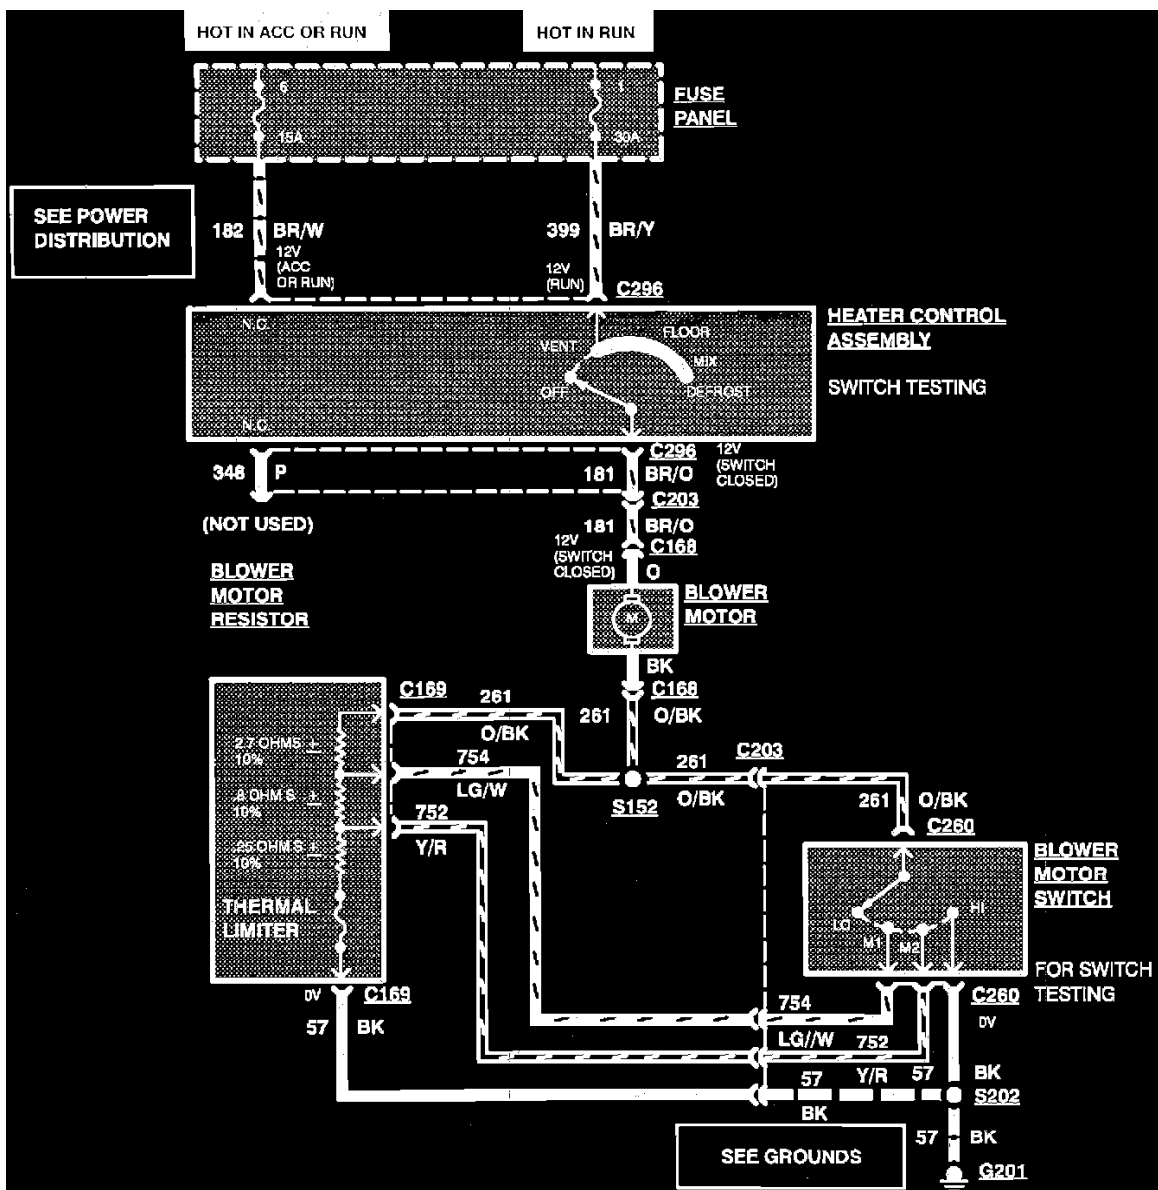 HOT IN ACC OR RUN
HOT IN RUN
6
15A
1
30A
FUSE
PANEL
SEE POWER
DISTRIBUTION
182
BR/W
12V
(ACC
OR RUN)
399
BR/Y
12V
(RUN)
C296
N.C.
N.C.
VENT
FLOOR
MIX
DEFROST
OFF
HEATER CONTROL
ASSEMBLY
SWITCH TESTING
348
P
(NOT USED)
181
BR/O
C296
12V
(SWITCH
CLOSED)
C203
181
BR/O
12V
(SWITCH
CLOSED)
C168
O
M
BLOWER
MOTOR
BK
C168
BLOWER
MOTOR
RESISTOR
C169
261
O/BK
261
O/BK
754
LG/W
752
Y/R
2.7 OHMS ±
10%
.8 OHM S ±
10%
.25 OHM S ±
10%
THERMAL
LIMITER
S152
261
O/BK
C203
261
O/BK
C260
BLOWER
MOTOR
SWITCH
LO
M1
M2
HI
FOR SWITCH
TESTING
0V
C169
57
BK
754
LG//W
752
Y/R
C260
0V
57
BK
57
BK
S202
57
BK
G201
SEE GROUNDS